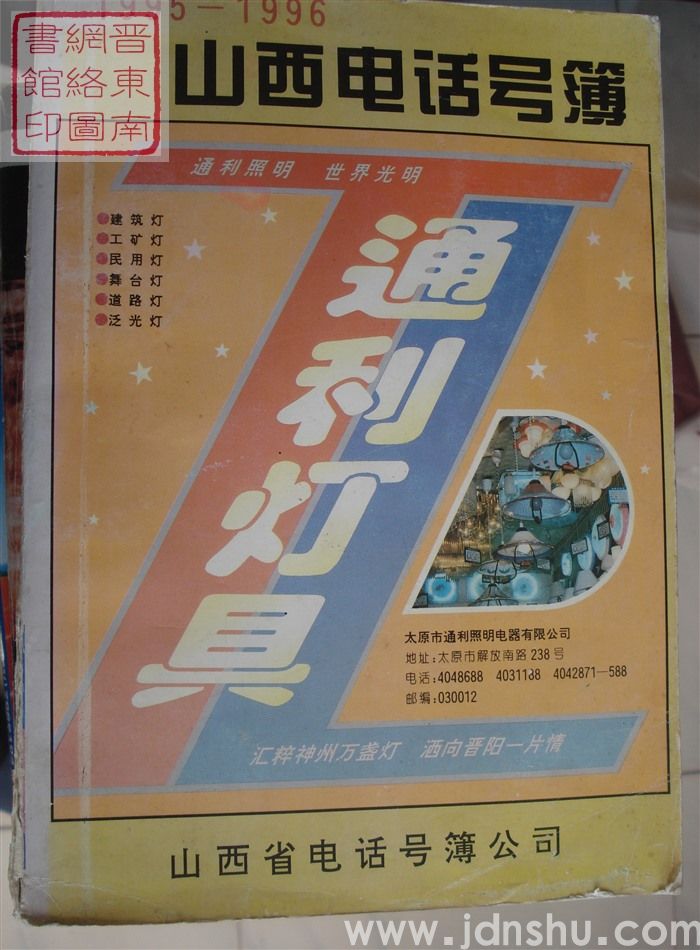 1995－1996
山西电话号簿
晋東南
網絡圖
書館印
通利照明 世界光明
建筑灯
工矿灯
民用灯
舞台灯
道路灯
泛光灯
通利灯具
太原市通利照明电器有限公司
地址:太原市解放南路238号
电话:4048688 4031138 4042871—588
邮编:030012
汇粹神州万盏灯 洒向晋阳一片情
山西省电话号簿公司
www.jdnshu.com